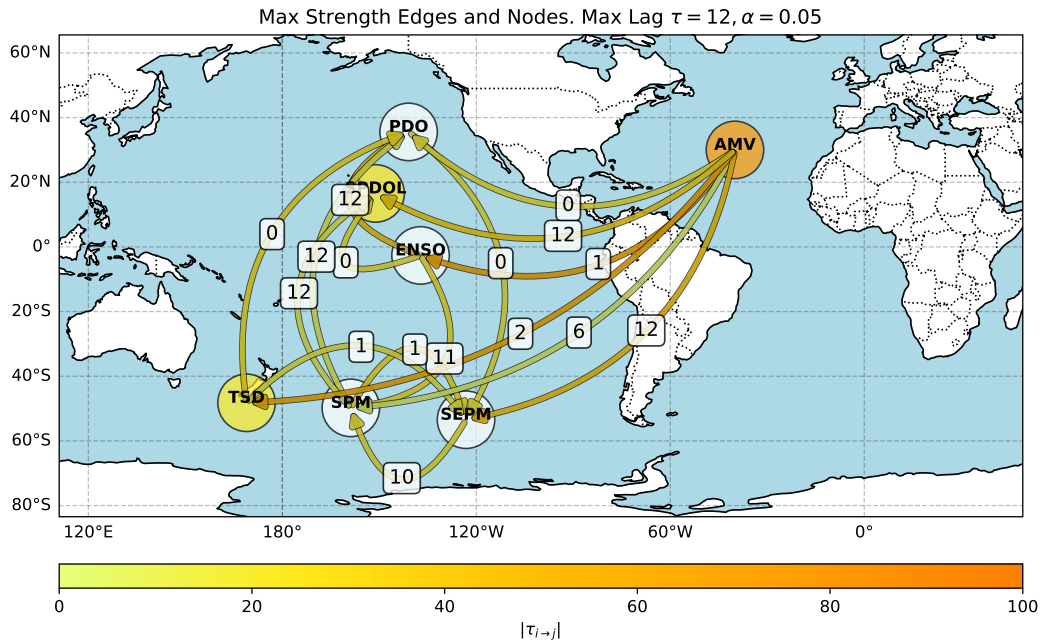 Max Strength Edges and Nodes. Max Lag τ = 12, α = 0.05
60°N
40°N
20°N
0°
20°S
40°S
60°S
80°S
120°E
180°
120°W
60°W
0°
PDO
AMV
DOL
ENSO
TSD
SPM
SEPM
12
0
0
12
12
0
0
1
12
1
1
11
2
6
12
10
0
20
40
60
80
100
|τi→j|